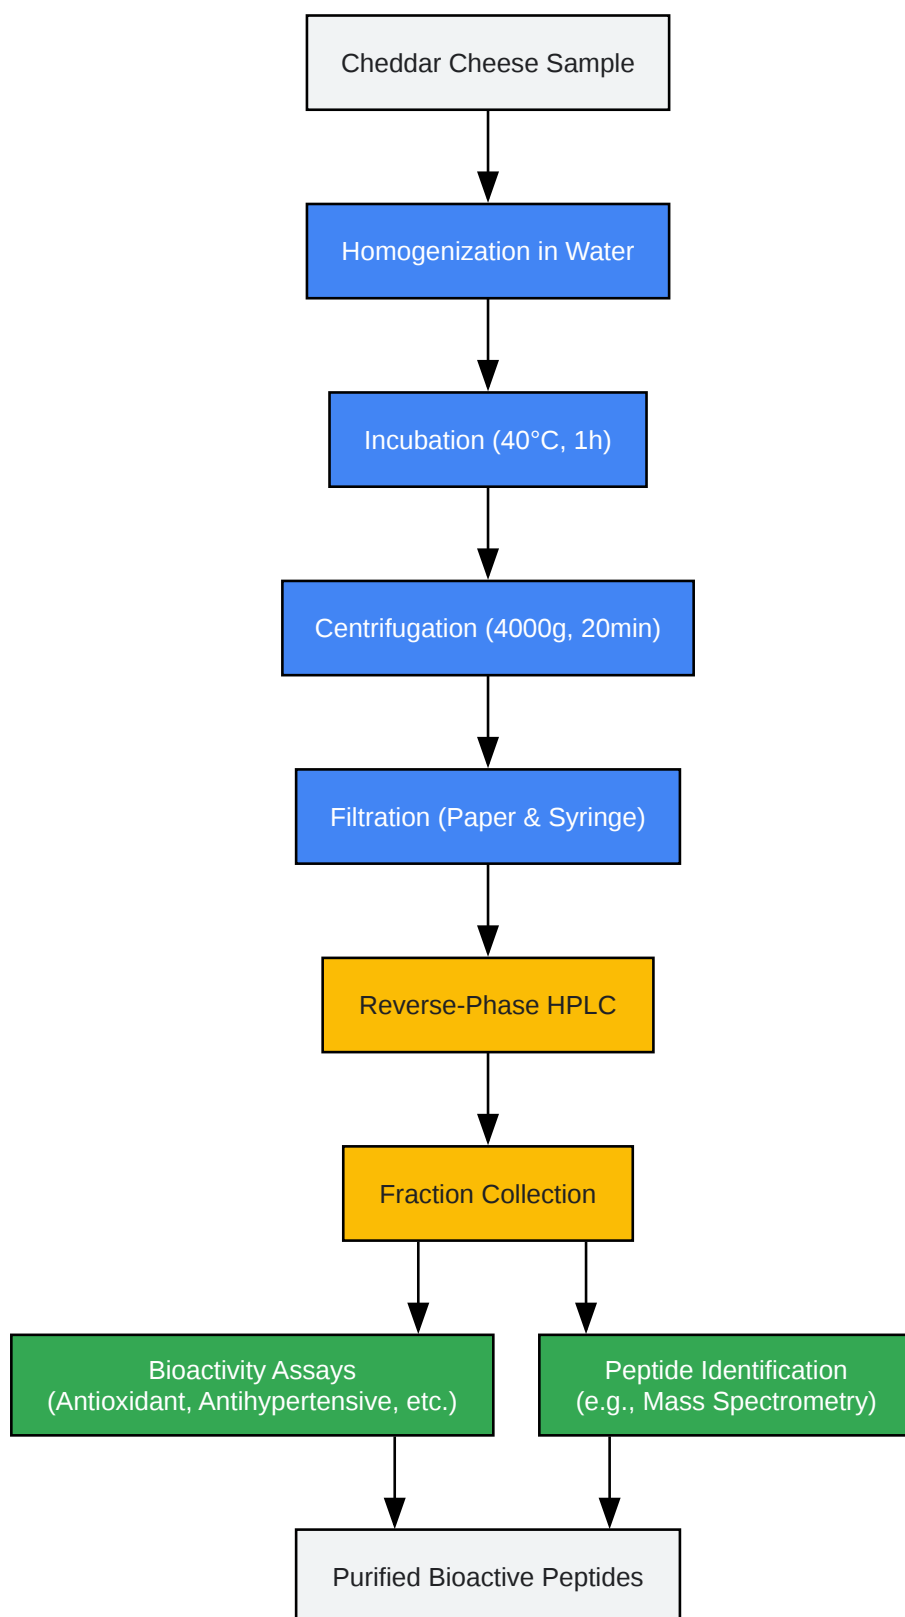 Cheddar Cheese Sample
Homogenization in Water
Incubation (40°C, 1h)
Centrifugation (4000g, 20min)
Filtration (Paper & Syringe)
Reverse-Phase HPLC
Fraction Collection
Bioactivity Assays
(Antioxidant, Antihypertensive, etc.)
Peptide Identification
(e.g., Mass Spectrometry)
Purified Bioactive Peptides